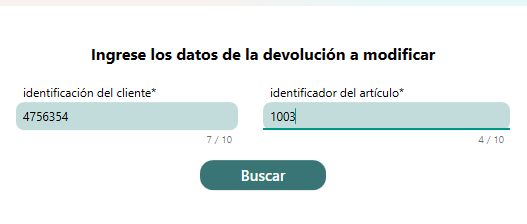 Ingrese los datos de la devolución a modificar
identificación del cliente* identificador del artículo*
4756354 1003
7 / 10 4 / 10
Buscar